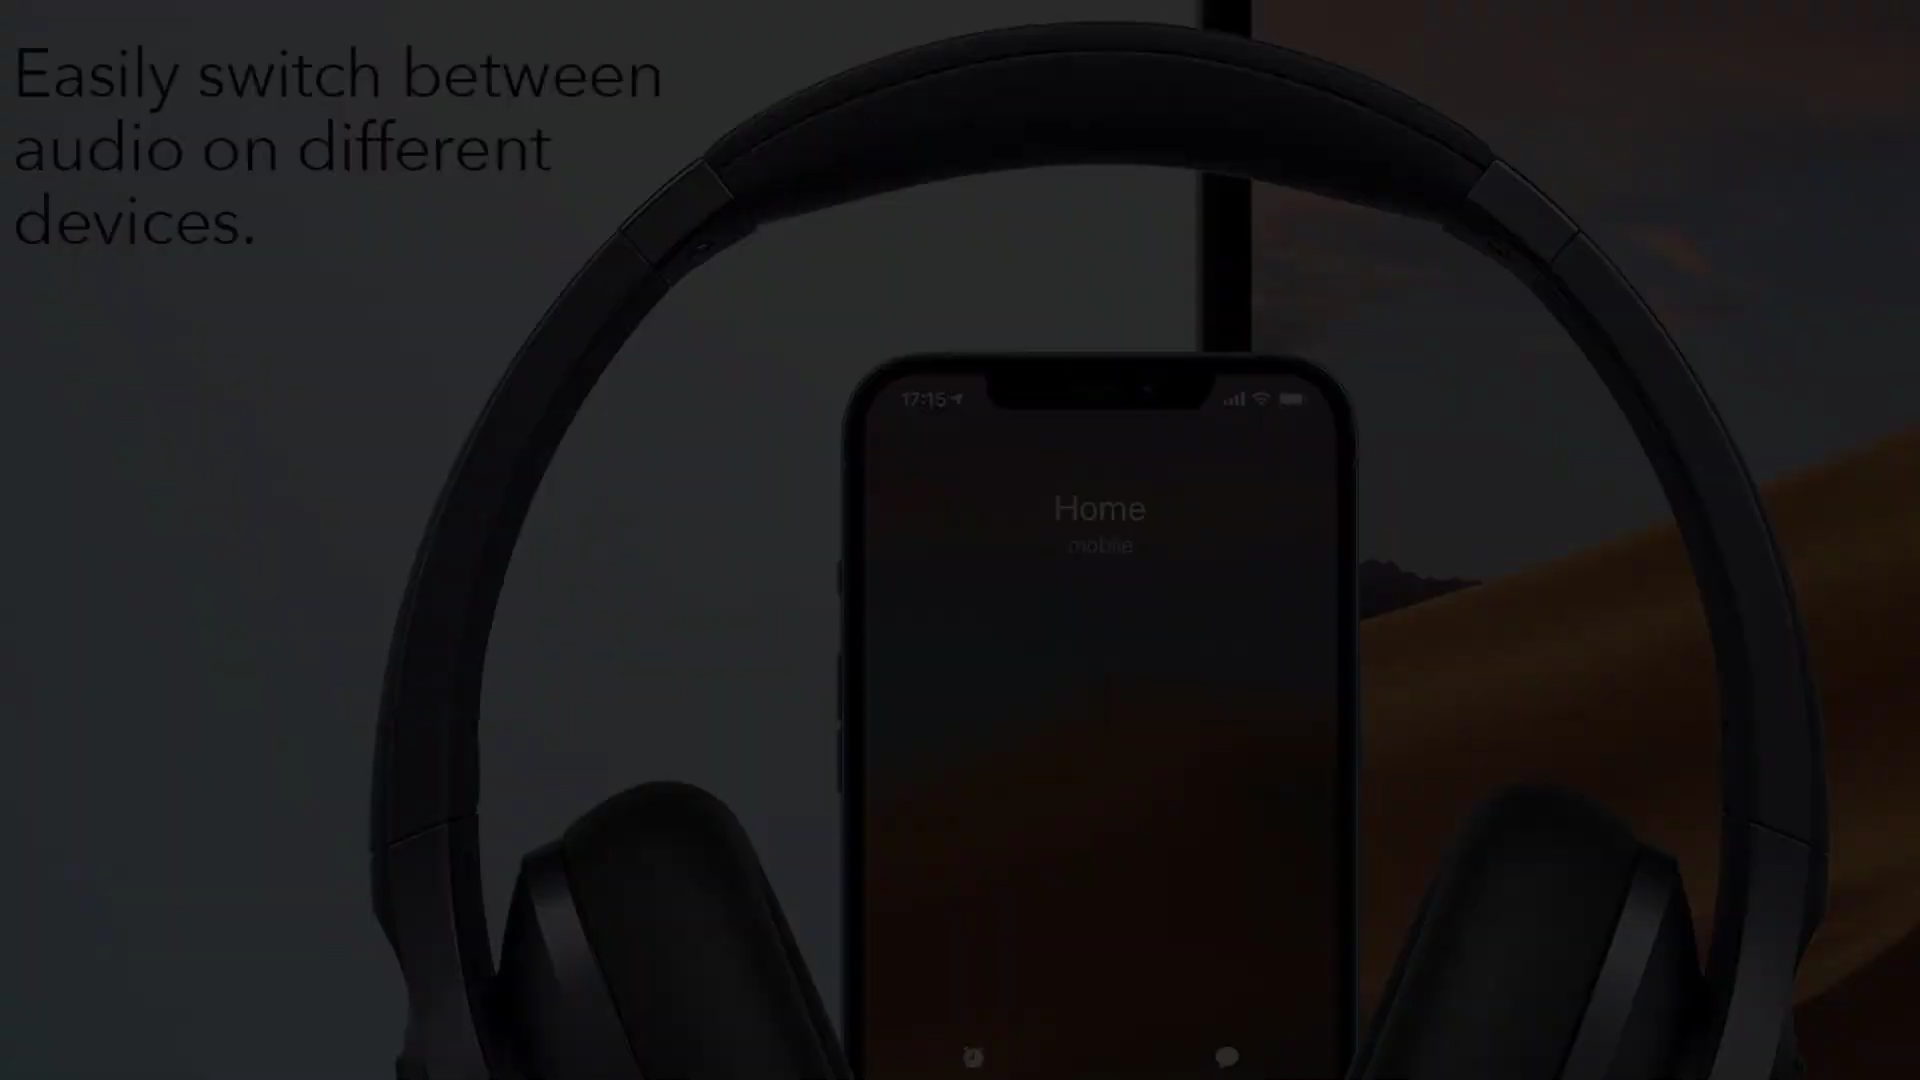 Easily switch between
audio on different
devices.
17:15
Home
mobile